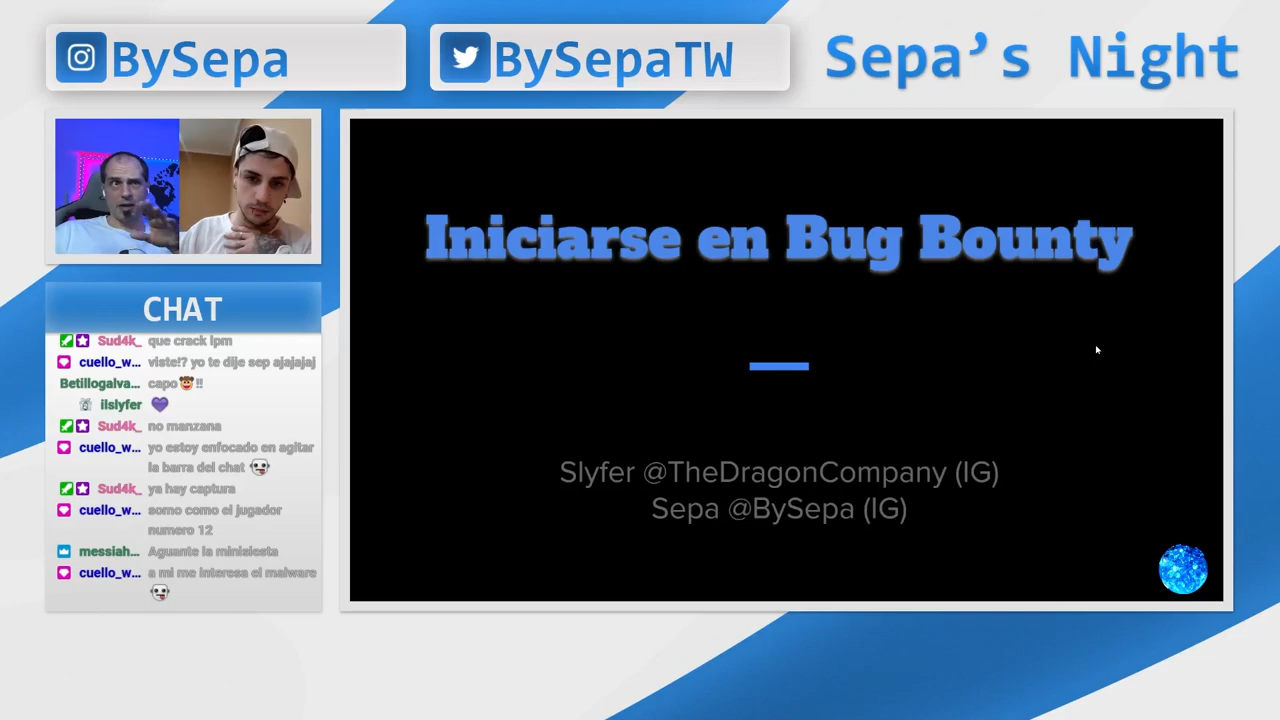 BySepa
BySepaTW
Sepa’s Night
CHAT
Sud4k_ que crack lpm
cuello_w... viste!? yo te dije sep ajajajaj
Betillogalva... capo🤠!!
ilslyfer 💜
Sud4k_ no manzana
cuello_w... yo estoy enfocado en agitar
la barra del chat 👻
Sud4k_ ya hay captura
cuello_w... somo como el jugador
numero 12
messiah... Aguante la minisiesta
cuello_w... a mi me interesa el malware
👻
Iniciarse en Bug Bounty
Slyfer @TheDragonCompany (IG)
Sepa @BySepa (IG)